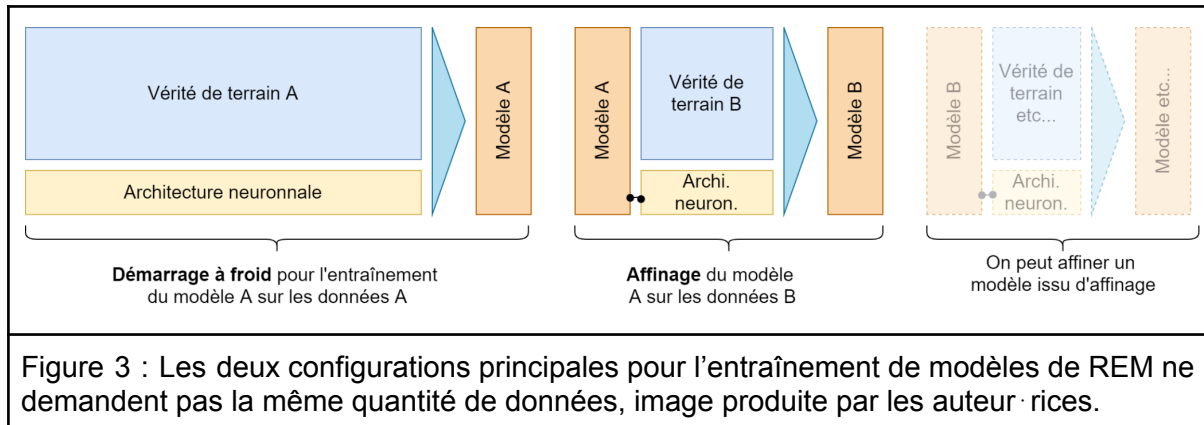 Vérité de terrain A
Architecture neuronnale
Modèle A
Démarrage à froid pour l'entraînement
du modèle A sur les données A
Modèle A
Vérité de
terrain B
Archi.
neuron.
Modèle B
Affinage du modèle
A sur les données B
Modèle B
Vérité de
terrain
etc...
Archi.
neuron.
Modèle etc...
On peut affiner un
modèle issu d'affinage
Figure 3 : Les deux configurations principales pour l’entraînement de modèles de REM ne
demandent pas la même quantité de données, image produite par les auteur·rices.